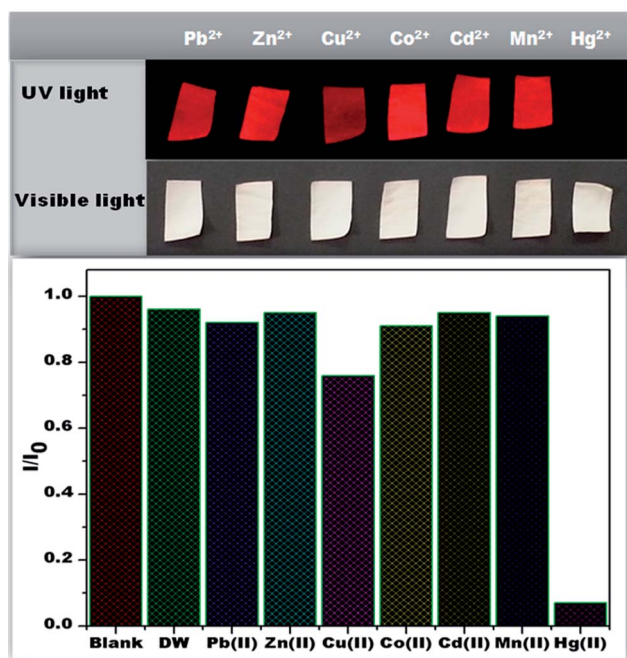 Pb²⁺ Zn²⁺ Cu²⁺ Co²⁺ Cd²⁺ Mn²⁺ Hg²⁺
UV light
Visible light
1.0
0.8
0.6
0.4
0.2
0.0
I/I₀
Blank DW Pb(II) Zn(II) Cu(II) Co(II) Cd(II) Mn(II) Hg(II)